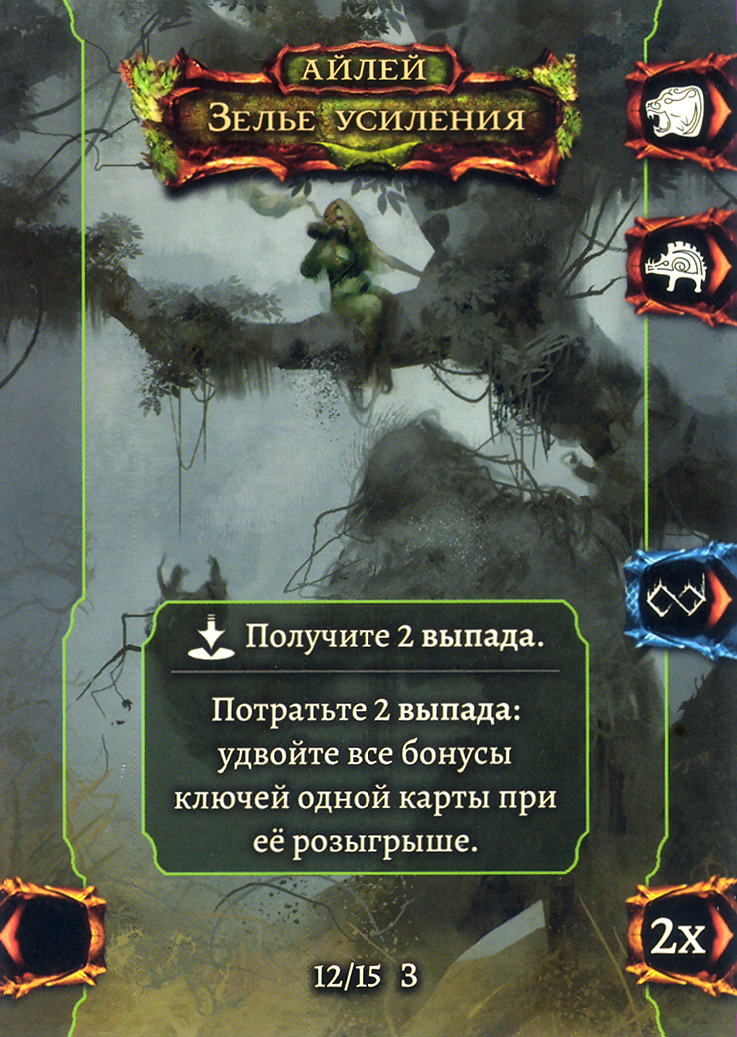 АЙЛЕЙ
Зелье усиления
Получите 2 выпада.
Потратьте 2 выпада:
удвойте все бонусы
ключей одной карты при
её розыгрыше.
2x
12/15 3